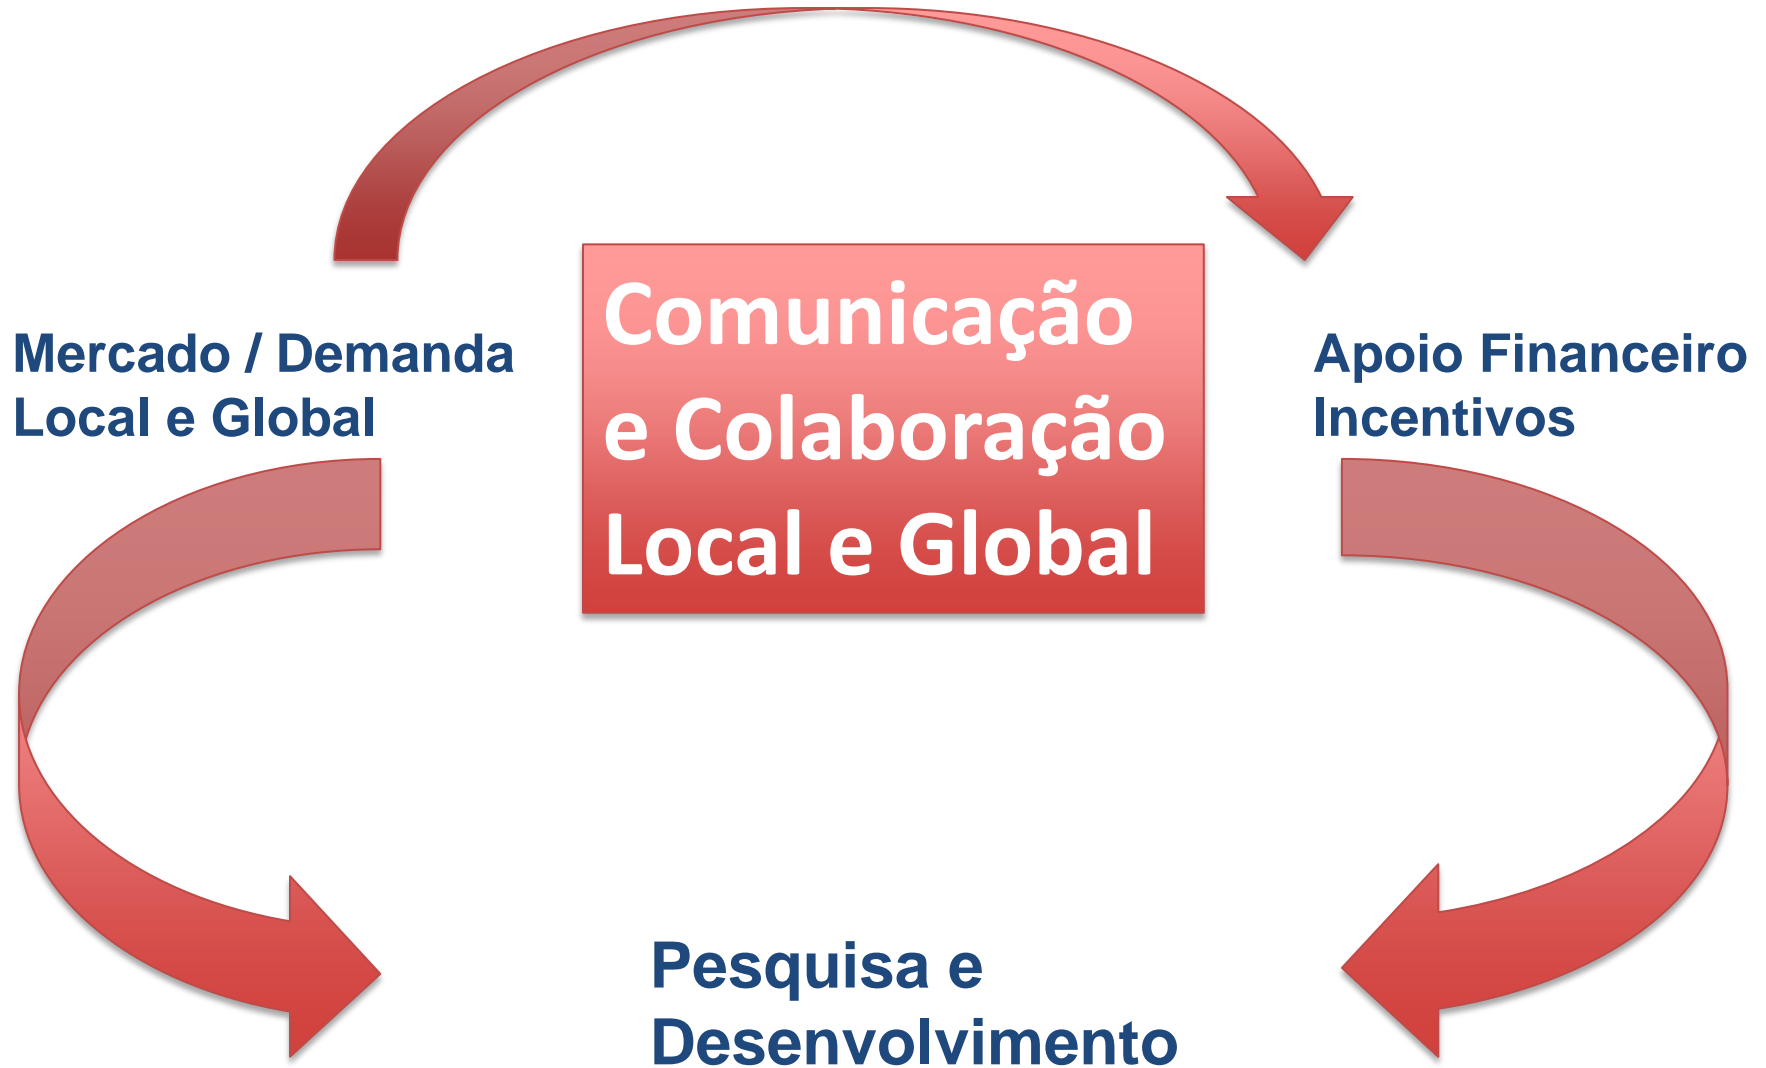 Comunicação
e Colaboração
Local e Global
Mercado / Demanda
Local e Global
Apoio Financeiro
Incentivos
Pesquisa e
Desenvolvimento